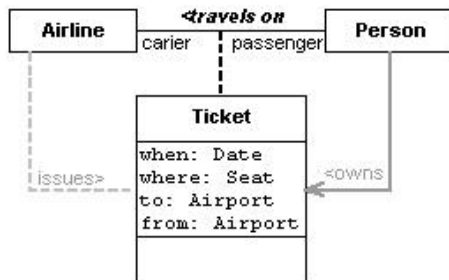 <travels on
Airline
Person
carier
passenger
Ticket
when: Date
where: Seat
to: Airport
from: Airport
issues>
<owns